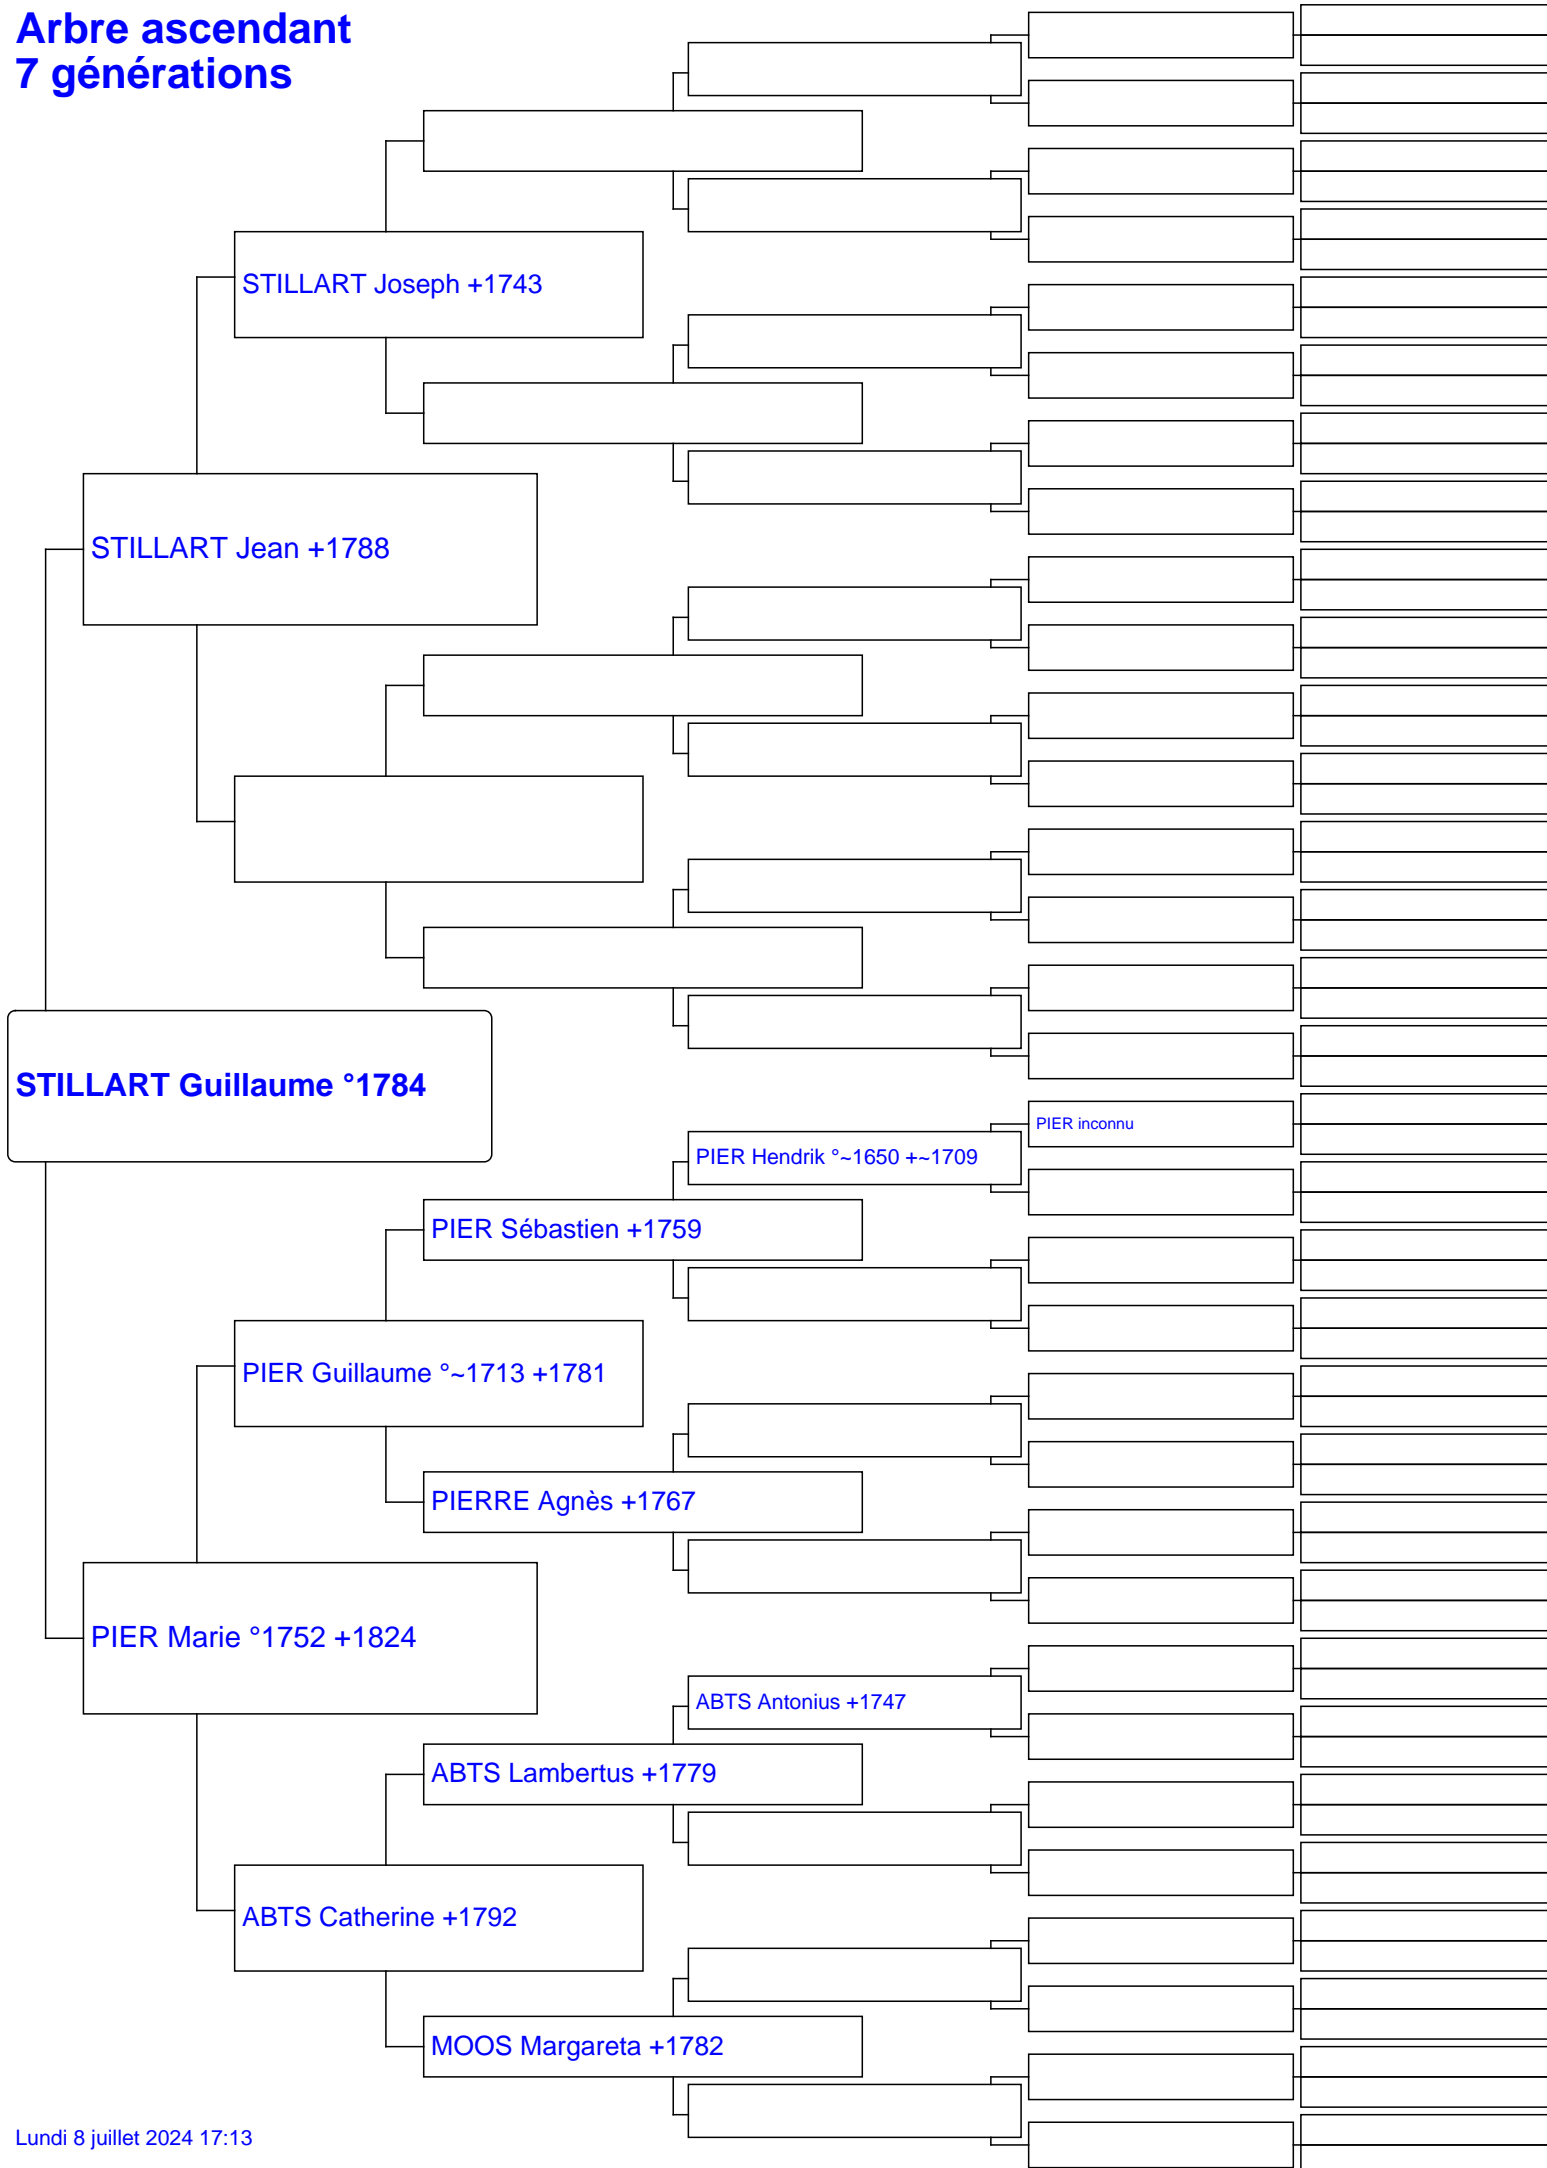 Arbre ascendant
7 générations
STILLART Joseph +1743
STILLART Jean +1788
STILLART Guillaume °1784
PIER inconnu
PIER Hendrik °~1650 +~1709
PIER Sébastien +1759
PIER Guillaume °~1713 +1781
PIERRE Agnès +1767
PIER Marie °1752 +1824
ABTS Antonius +1747
ABTS Lambertus +1779
ABTS Catherine +1792
MOOS Margareta +1782
Lundi 8 juillet 2024 17:13